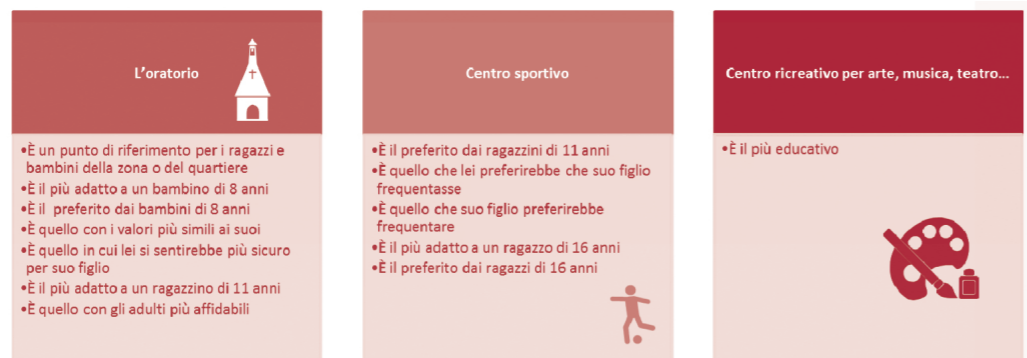 L'oratorio
•È un punto di riferimento per i ragazzi e
bambini della zona o del quartiere
•È il più adatto a un bambino di 8 anni
•È il preferito dai bambini di 8 anni
•È quello con i valori più simili ai suoi
•È quello in cui lei si sentirebbe più sicuro
per suo figlio
•È il più adatto a un ragazzino di 11 anni
•È quello con gli adulti più affidabili
Centro sportivo
•È il preferito dai ragazzini di 11 anni
•È quello che lei preferirebbe che suo figlio
frequentasse
•È quello che suo figlio preferirebbe
frequentare
•È il più adatto a un ragazzo di 16 anni
•È il preferito dai ragazzi di 16 anni
Centro ricreativo per arte, musica, teatro...
•È il più educativo